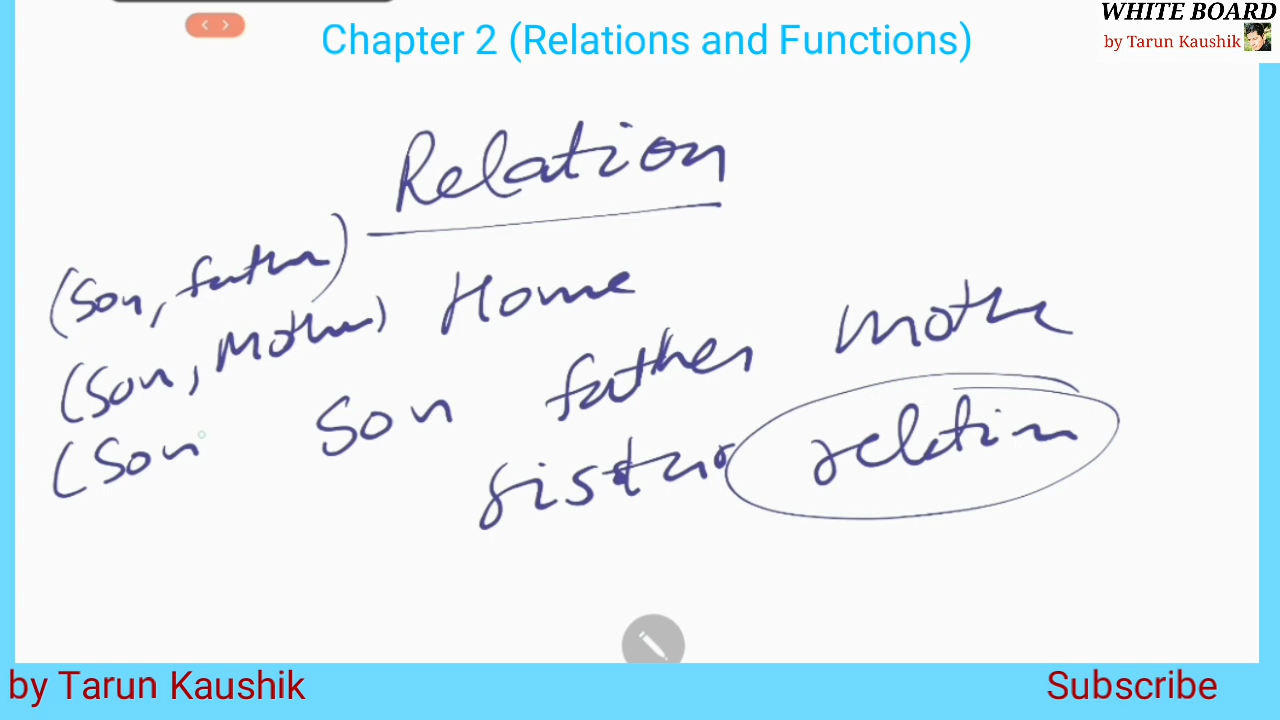 WHITE BOARD
by Tarun Kaushik
Chapter 2 (Relations and Functions)
Relation
(Son, father)
(Son, Mother)
(Son
Home
Son father mothe
sister relation
by Tarun Kaushik
Subscribe